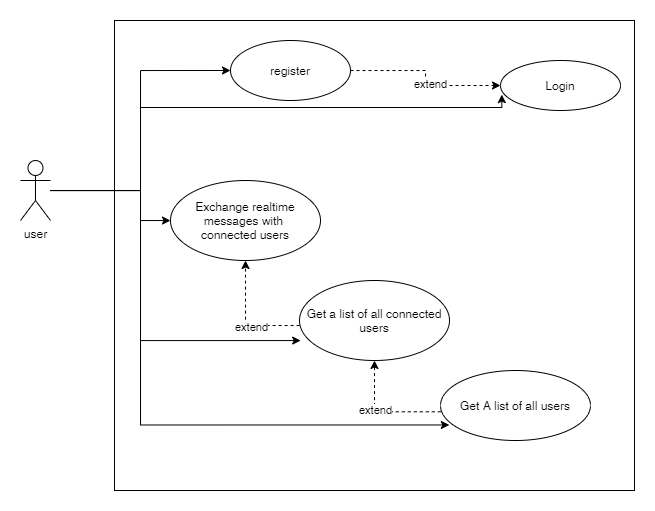 register
Login
extend
Exchange realtime
messages with
connected users
user
Get a list of all connected
users
extend
Get A list of all users
extend